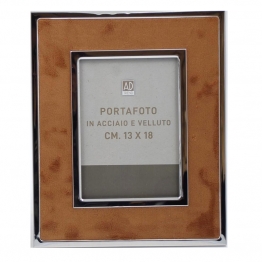 AD
PORTAFOTO
IN ACCIAIO E VELLUTO
CM. 13 X 18